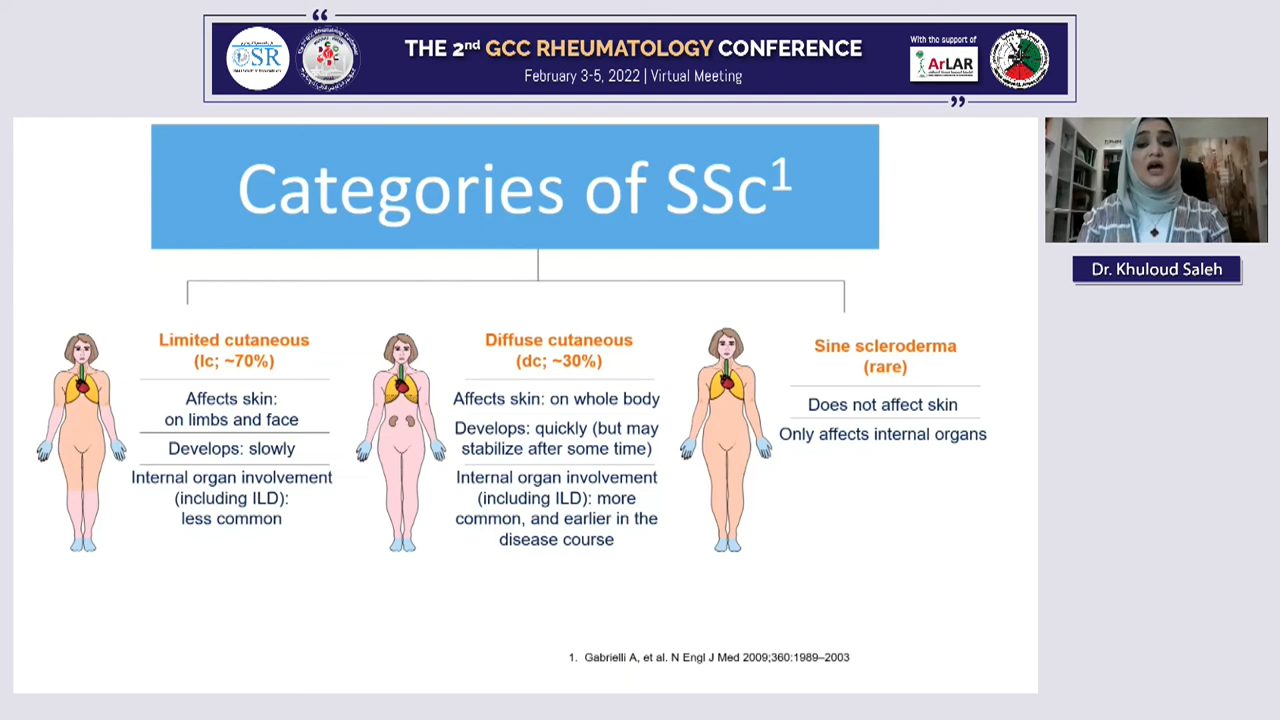 “
OSR
THE 2nd GCC RHEUMATOLOGY CONFERENCE
February 3-5, 2022 | Virtual Meeting
With the support of
ArLAR
”
Categories of SSc1
Dr. Khuloud Saleh
Limited cutaneous
(lc; ~70%)
Affects skin:
on limbs and face
Develops: slowly
Internal organ involvement
(including ILD):
less common
Diffuse cutaneous
(dc; ~30%)
Affects skin: on whole body
Develops: quickly (but may
stabilize after some time)
Internal organ involvement
(including ILD): more
common, and earlier in the
disease course
Sine scleroderma
(rare)
Does not affect skin
Only affects internal organs
1. Gabrielli A, et al. N Engl J Med 2009;360:1989–2003